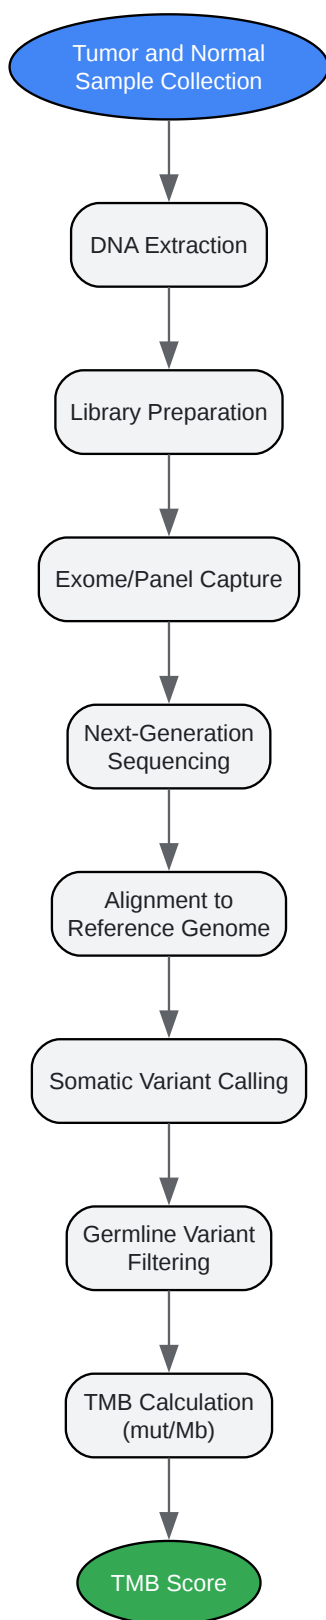 Tumor and Normal
Sample Collection
DNA Extraction
Library Preparation
Exome/Panel Capture
Next-Generation
Sequencing
Alignment to
Reference Genome
Somatic Variant Calling
Germline Variant
Filtering
TMB Calculation
(mut/Mb)
TMB Score